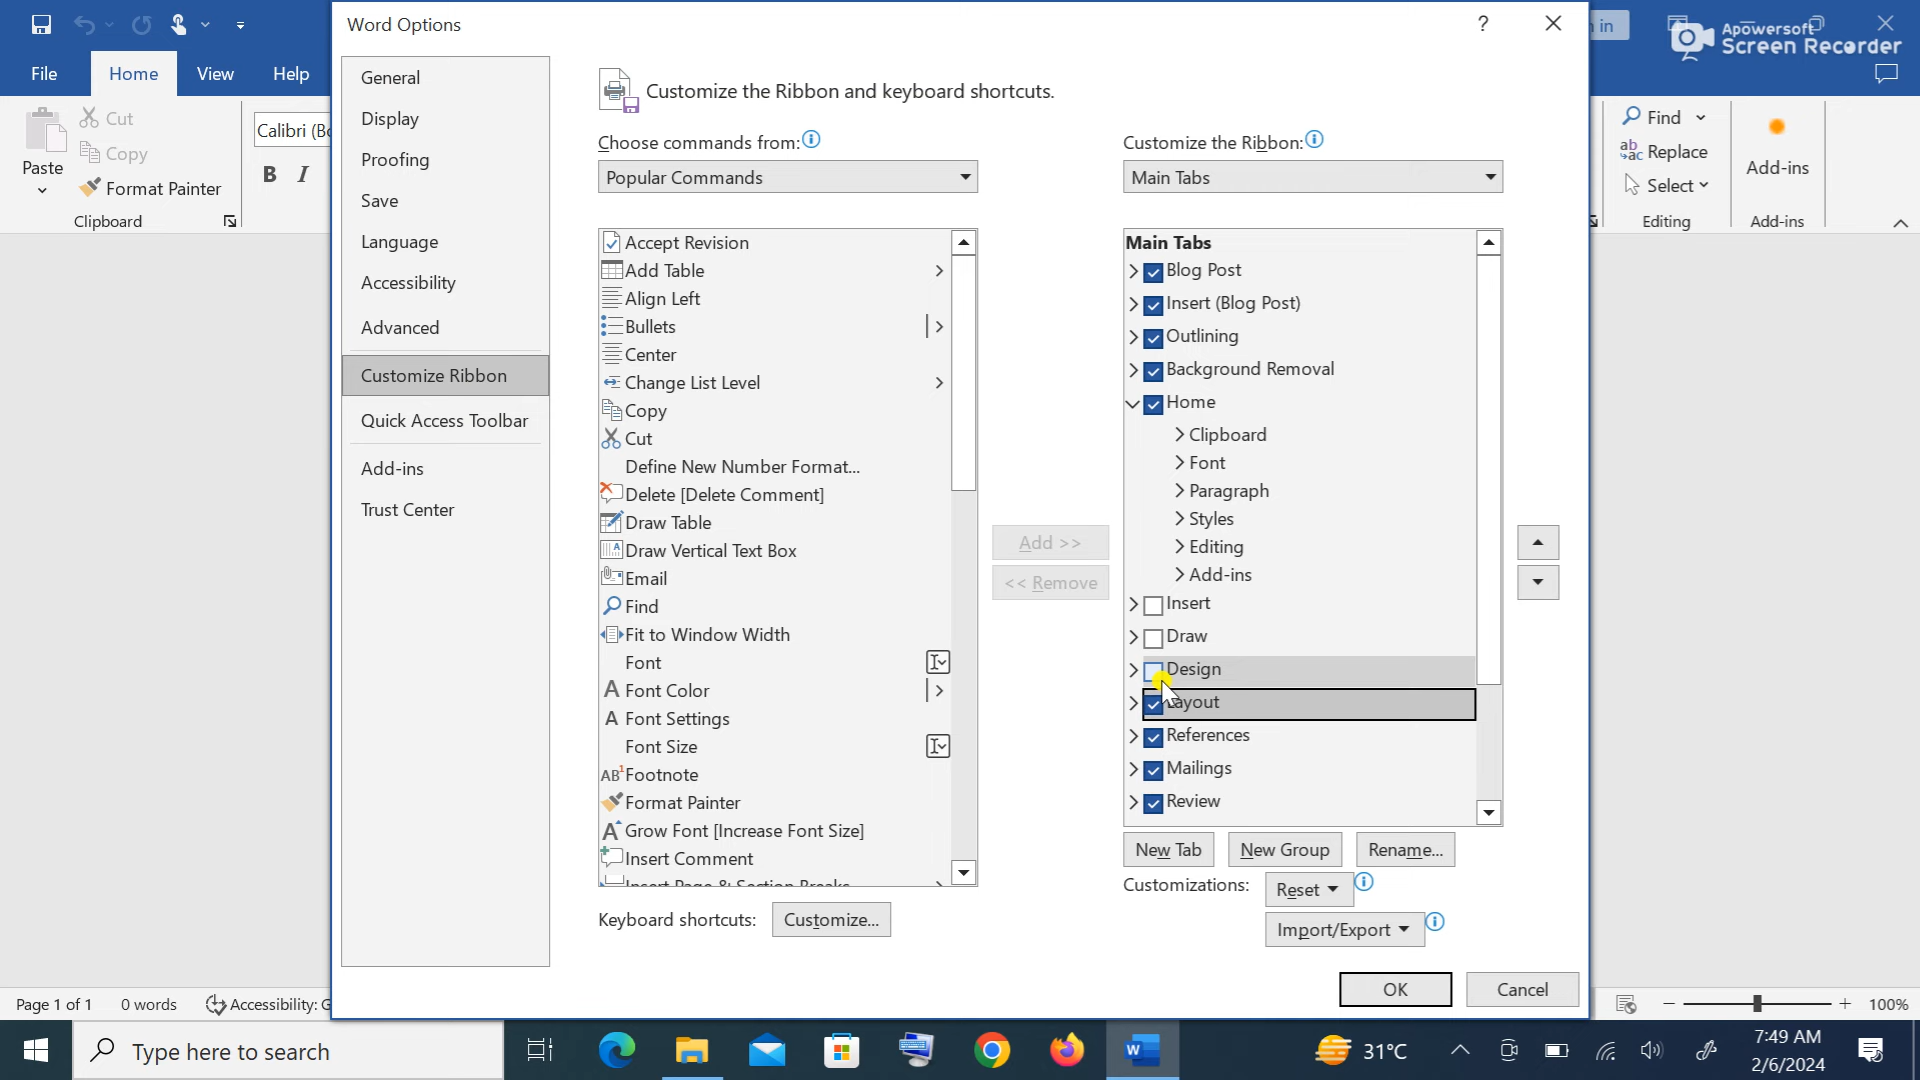 Word Options
in
Apowersoft
Screen Recorder
File
Home
View
Help
Paste
Cut
Copy
Format Painter
Clipboard
Calibri (Bo
B
I
Find
Replace
Select
Editing
Add-ins
Add-ins
General
Display
Proofing
Save
Language
Accessibility
Advanced
Customize Ribbon
Quick Access Toolbar
Add-ins
Trust Center
Customize the Ribbon and keyboard shortcuts.
Choose commands from:
Popular Commands
Accept Revision
Add Table
Align Left
Bullets
Center
Change List Level
Copy
Cut
Define New Number Format...
Delete [Delete Comment]
Draw Table
Draw Vertical Text Box
Email
Find
Fit to Window Width
Font
Font Color
Font Settings
Font Size
Footnote
Format Painter
Grow Font [Increase Font Size]
Insert Comment
Insert Page & Section Breaks
Keyboard shortcuts:
Customize...
Add >>
<< Remove
Customize the Ribbon:
Main Tabs
Main Tabs
Blog Post
Insert (Blog Post)
Outlining
Background Removal
Home
Clipboard
Font
Paragraph
Styles
Editing
Add-ins
Insert
Draw
Design
Layout
References
Mailings
Review
New Tab
New Group
Rename...
Customizations:
Reset
Import/Export
OK
Cancel
Page 1 of 1
0 words
Accessibility: G
100%
Type here to search
31°C
7:49 AM
2/6/2024